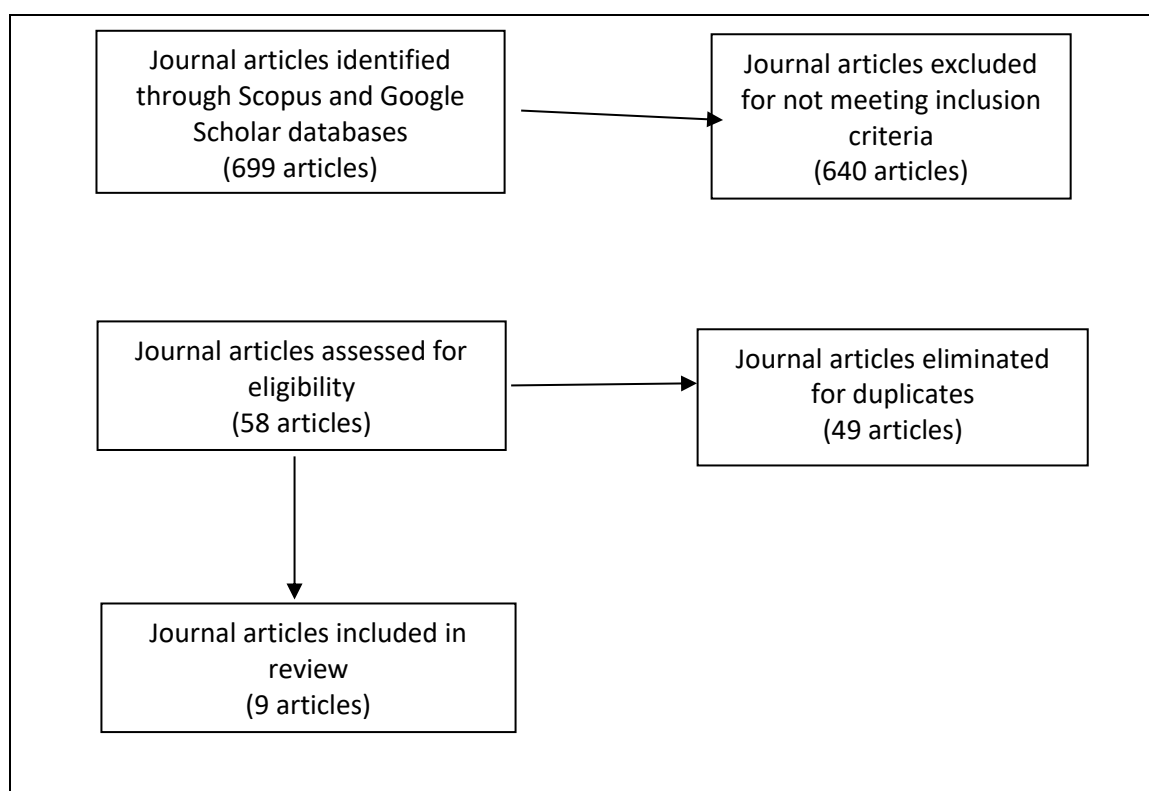 Journal articles identified
through Scopus and Google
Scholar databases
(699 articles)
Journal articles excluded
for not meeting inclusion
criteria
(640 articles)
Journal articles assessed for
eligibility
(58 articles)
Journal articles eliminated
for duplicates
(49 articles)
Journal articles included in
review
(9 articles)